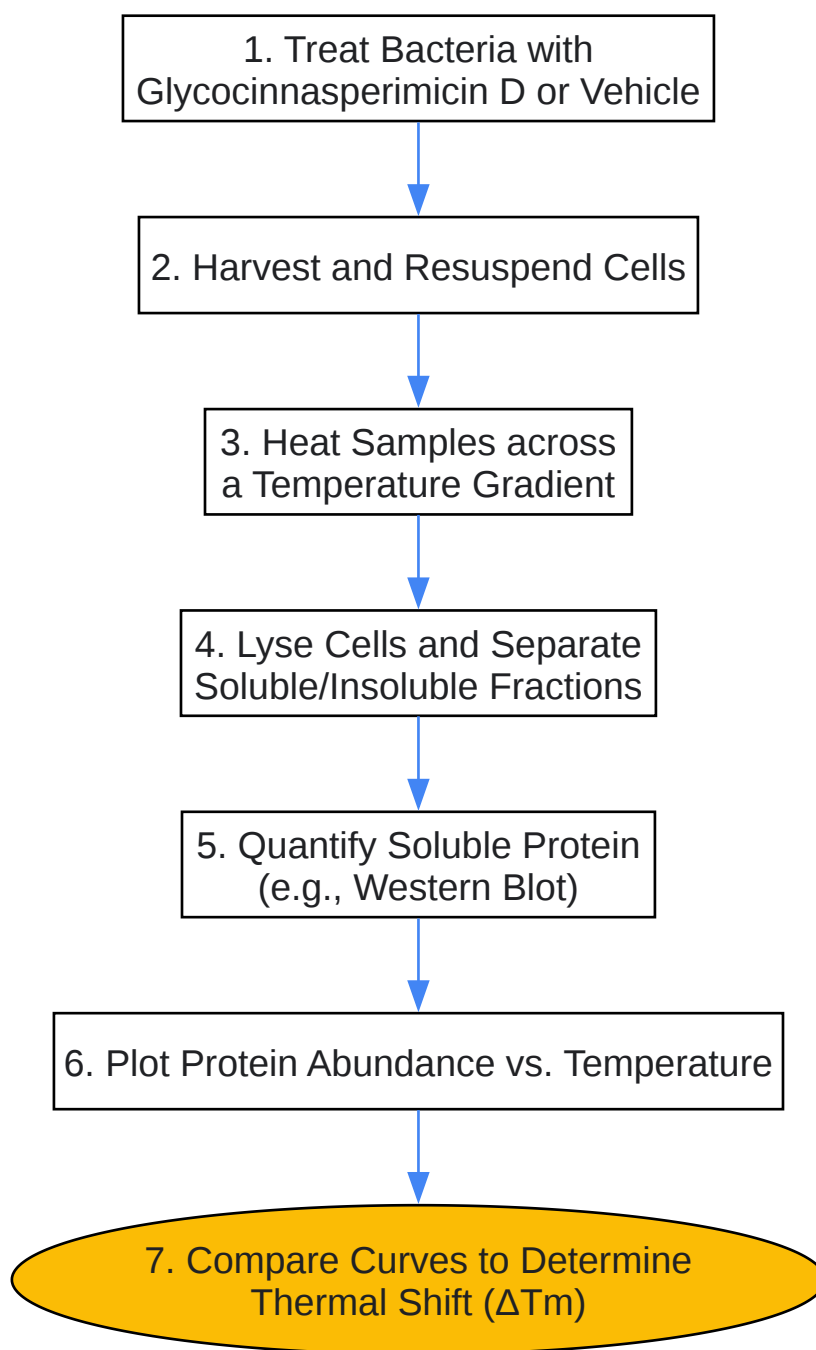 1. Treat Bacteria with
Glycocinnasperimicin D or Vehicle
2. Harvest and Resuspend Cells
3. Heat Samples across
a Temperature Gradient
4. Lyse Cells and Separate
Soluble/Insoluble Fractions
5. Quantify Soluble Protein
(e.g., Western Blot)
6. Plot Protein Abundance vs. Temperature
7. Compare Curves to Determine
Thermal Shift (ΔTm)